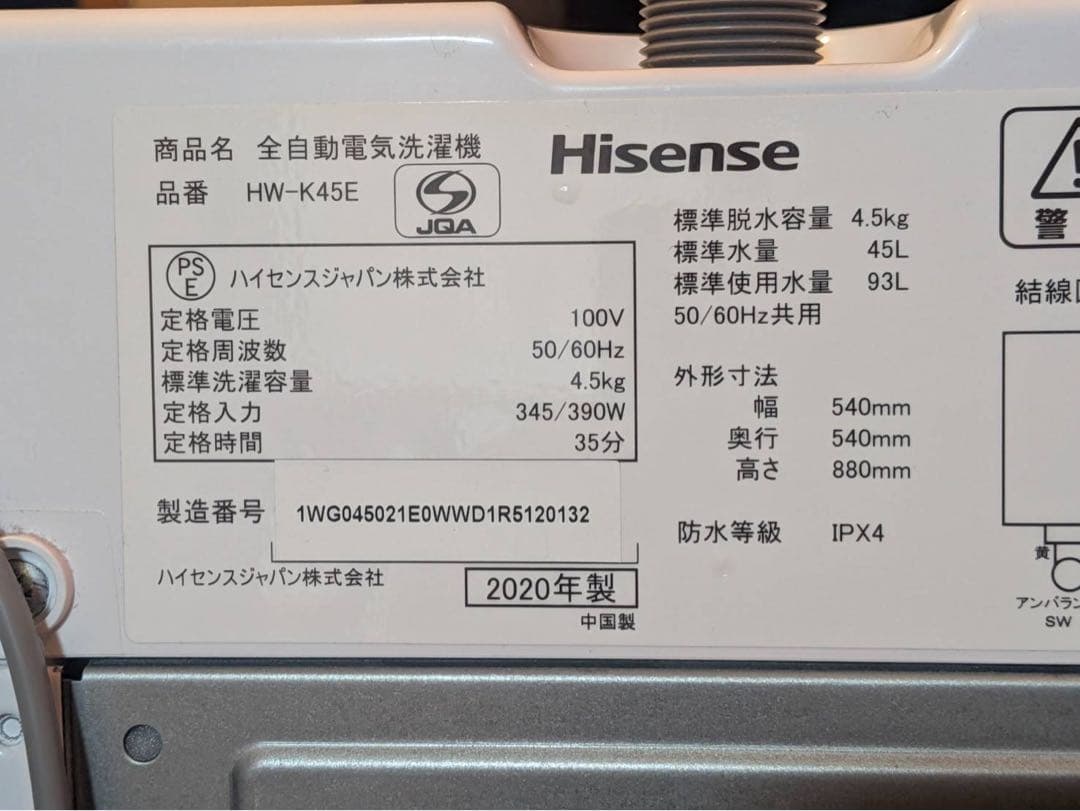 商品名 全自動電気洗濯機
品番 HW-K45E
JQA
Hisense
PS
E
ハイセンスジャパン株式会社
定格電圧 100V
定格周波数 50/60Hz
標準洗濯容量 4.5kg
定格入力 345/390W
定格時間 35分
製造番号 1WG045021E0WWD1R5120132
ハイセンスジャパン株式会社
2020年製
中国製
標準脱水容量 4.5kg
標準水量 45L
標準使用水量 93L
50/60Hz共用
外形寸法
幅 540mm
奥行 540mm
高さ 880mm
防水等級 IPX4
警
結線
黄
アンバラン
SW